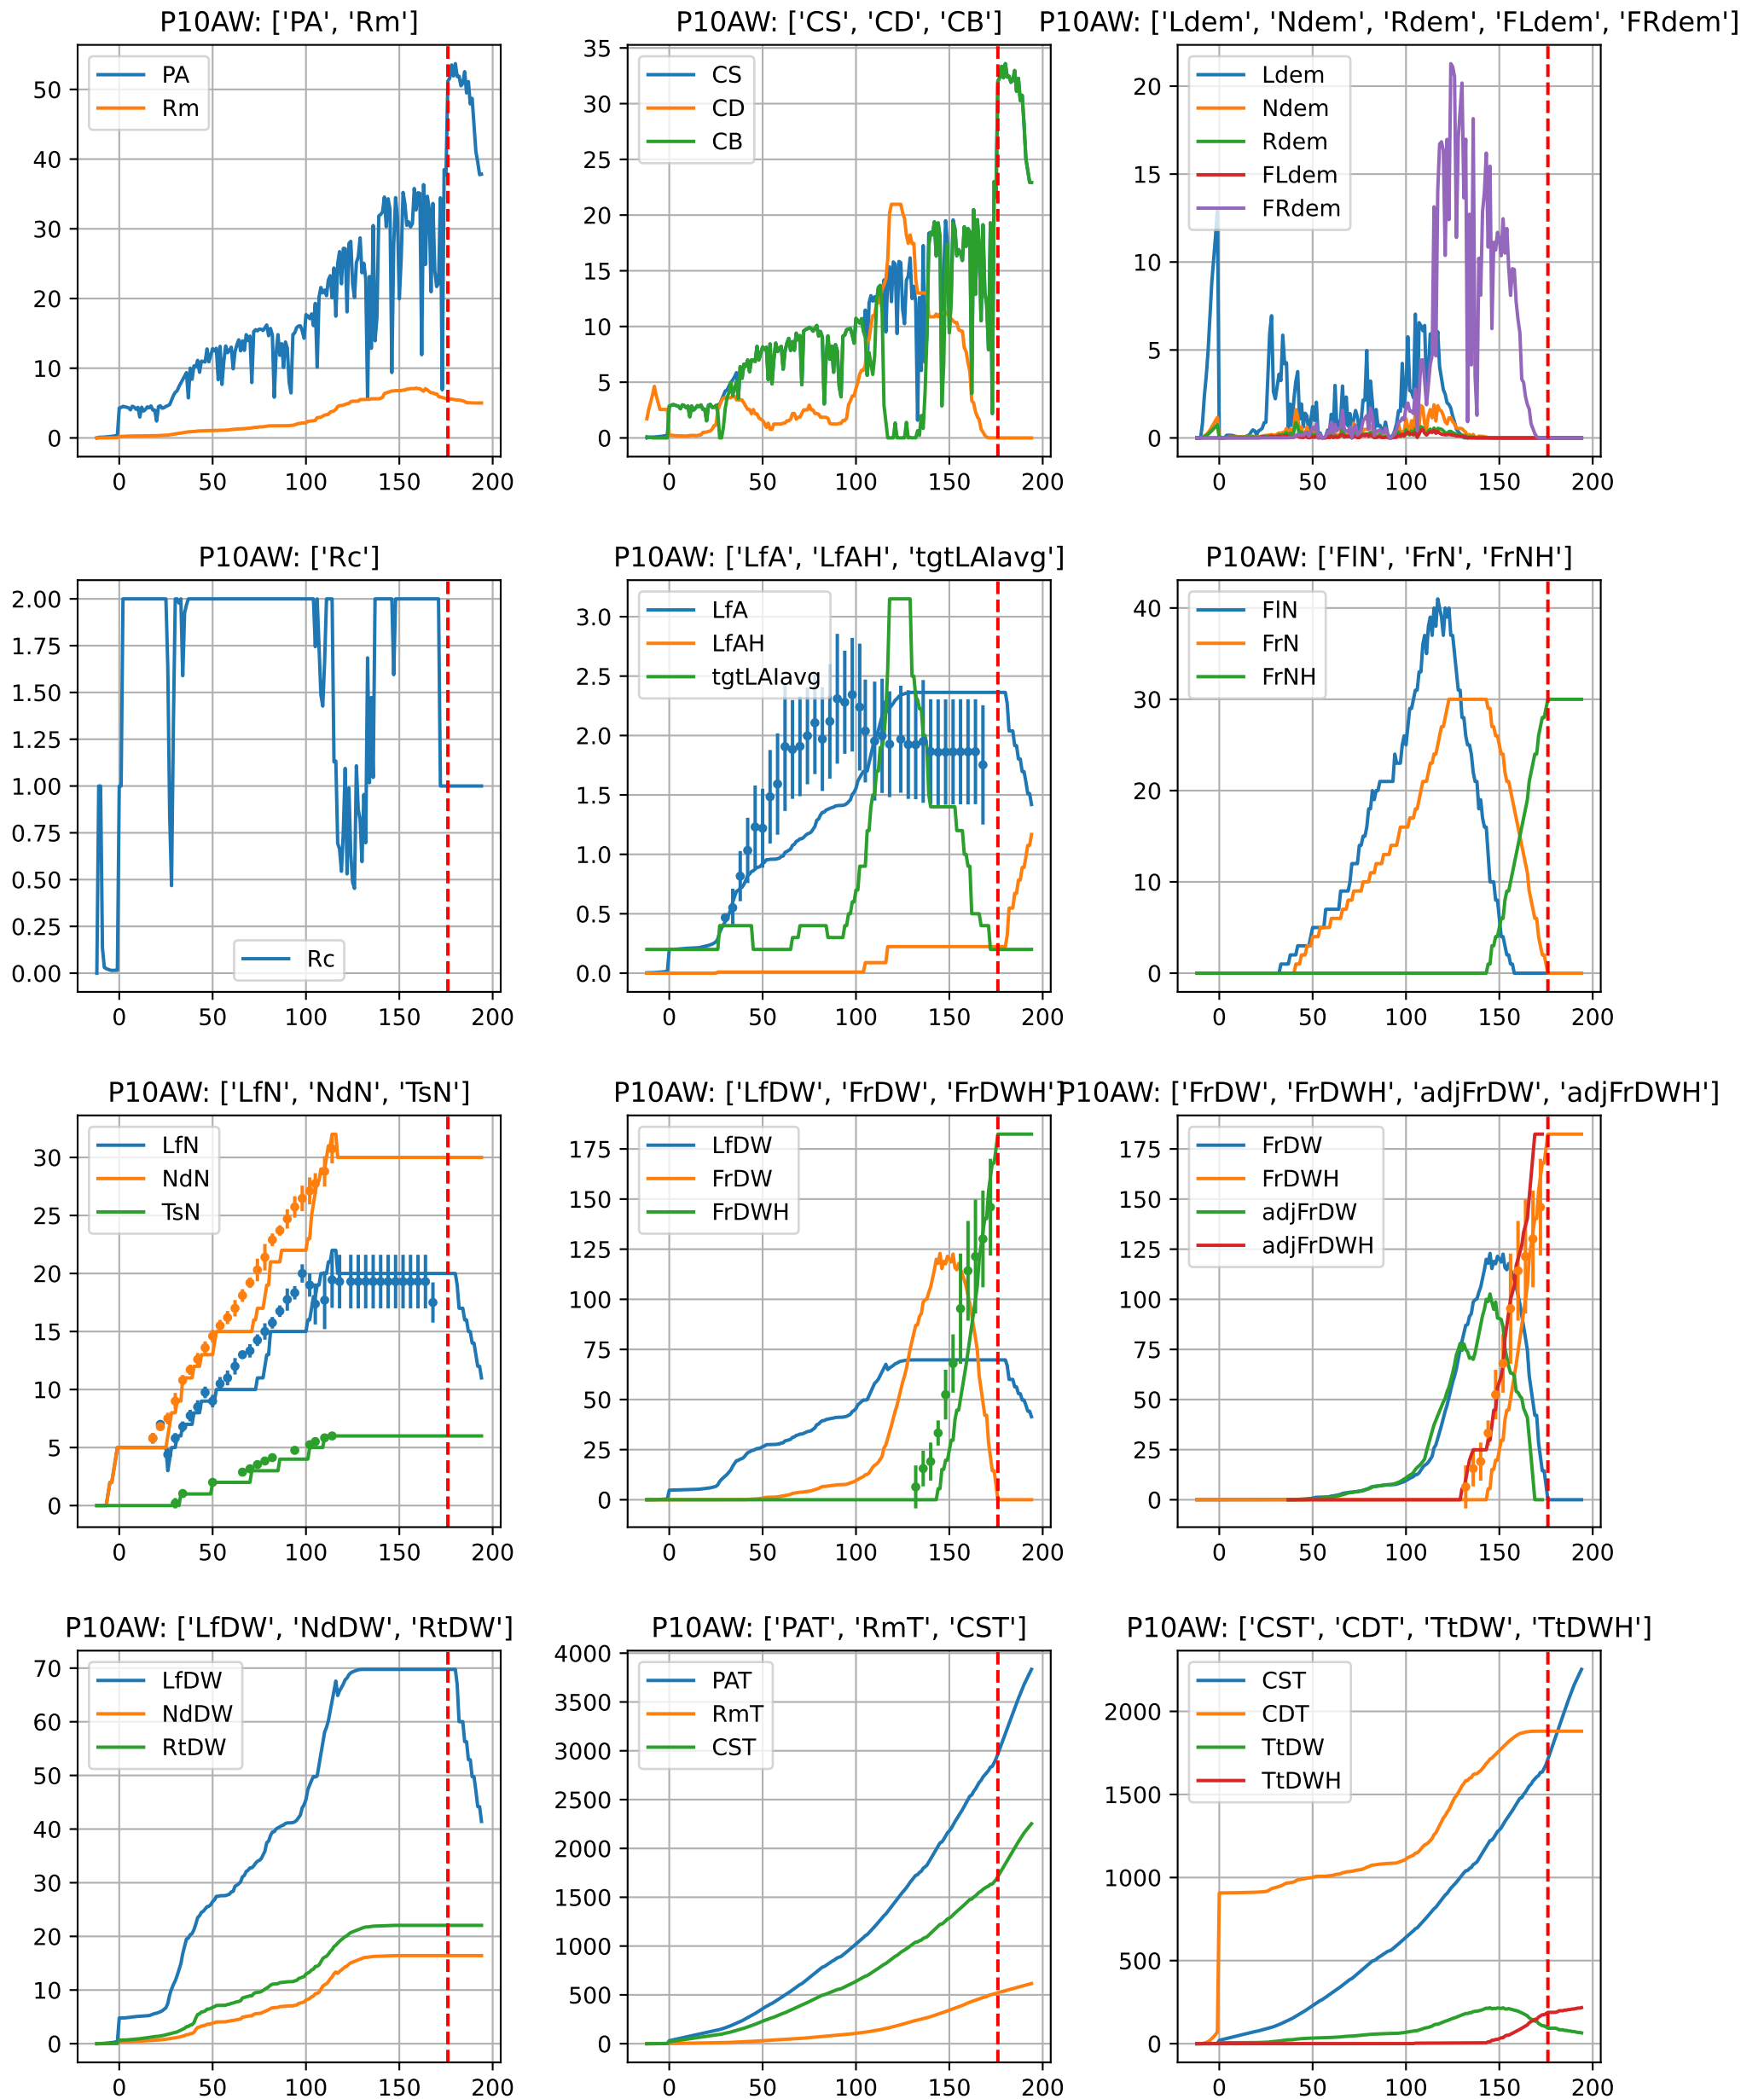 P10AW: ['PA', 'Rm']
PA
Rm
50
40
30
20
10
0
0 50 100 150 200
P10AW: ['CS', 'CD', 'CB']
CS
CD
CB
35
30
25
20
15
10
5
0
0 50 100 150 200
P10AW: ['Ldem', 'Ndem', 'Rdem', 'FLdem', 'FRdem']
Ldem
Ndem
Rdem
FLdem
FRdem
20
15
10
5
0
0 50 100 150 200
P10AW: ['Rc']
2.00
1.75
1.50
1.25
1.00
0.75
0.50
0.25
0.00
Rc
0 50 100 150 200
P10AW: ['LfA', 'LfAH', 'tgtLAIavg']
LfA
LfAH
tgtLAIavg
3.0
2.5
2.0
1.5
1.0
0.5
0.0
0 50 100 150 200
P10AW: ['FlN', 'FrN', 'FrNH']
FlN
FrN
FrNH
40
30
20
10
0
0 50 100 150 200
P10AW: ['LfN', 'NdN', 'TsN']
LfN
NdN
TsN
30
25
20
15
10
5
0
0 50 100 150 200
P10AW: ['LfDW', 'FrDW', 'FrDWH']
LfDW
FrDW
FrDWH
175
150
125
100
75
50
25
0
0 50 100 150 200
P10AW: ['FrDW', 'FrDWH', 'adjFrDW', 'adjFrDWH']
FrDW
FrDWH
adjFrDW
adjFrDWH
175
150
125
100
75
50
25
0
0 50 100 150 200
P10AW: ['LfDW', 'NdDW', 'RtDW']
LfDW
NdDW
RtDW
70
60
50
40
30
20
10
0
0 50 100 150 200
P10AW: ['PAT', 'RmT', 'CST']
PAT
RmT
CST
4000
3500
3000
2500
2000
1500
1000
500
0
0 50 100 150 200
P10AW: ['CST', 'CDT', 'TtDW', 'TtDWH']
CST
CDT
TtDW
TtDWH
2000
1500
1000
500
0
0 50 100 150 200